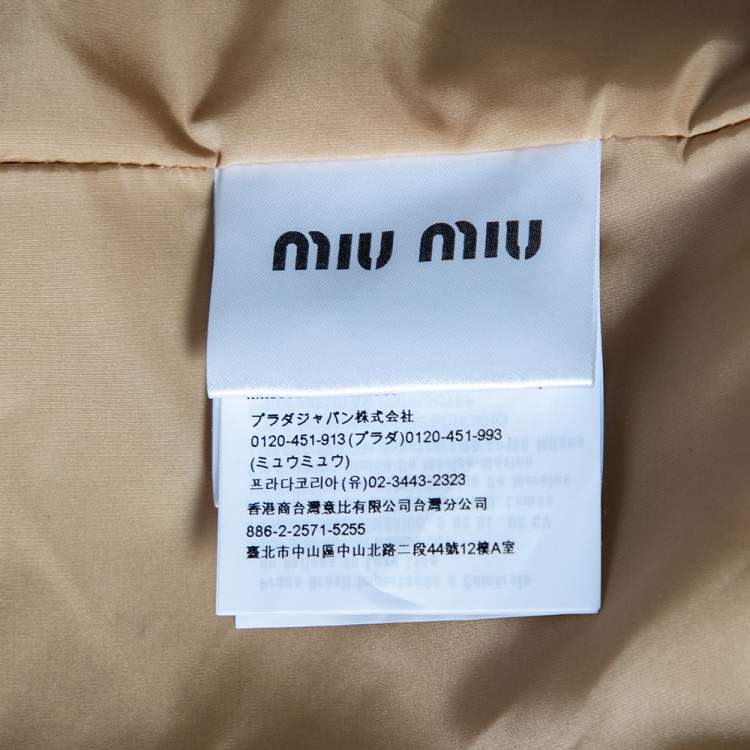 miu miu
プラダジャパン株式会社
0120-451-913(プラダ)0120-451-993
(ミュウミュウ)
프라다코리아(유)02-3443-2323
香港商台灣意比有限公司台灣分公司
886-2-2571-5255
臺北市中山區中山北路二段44號12樓A室